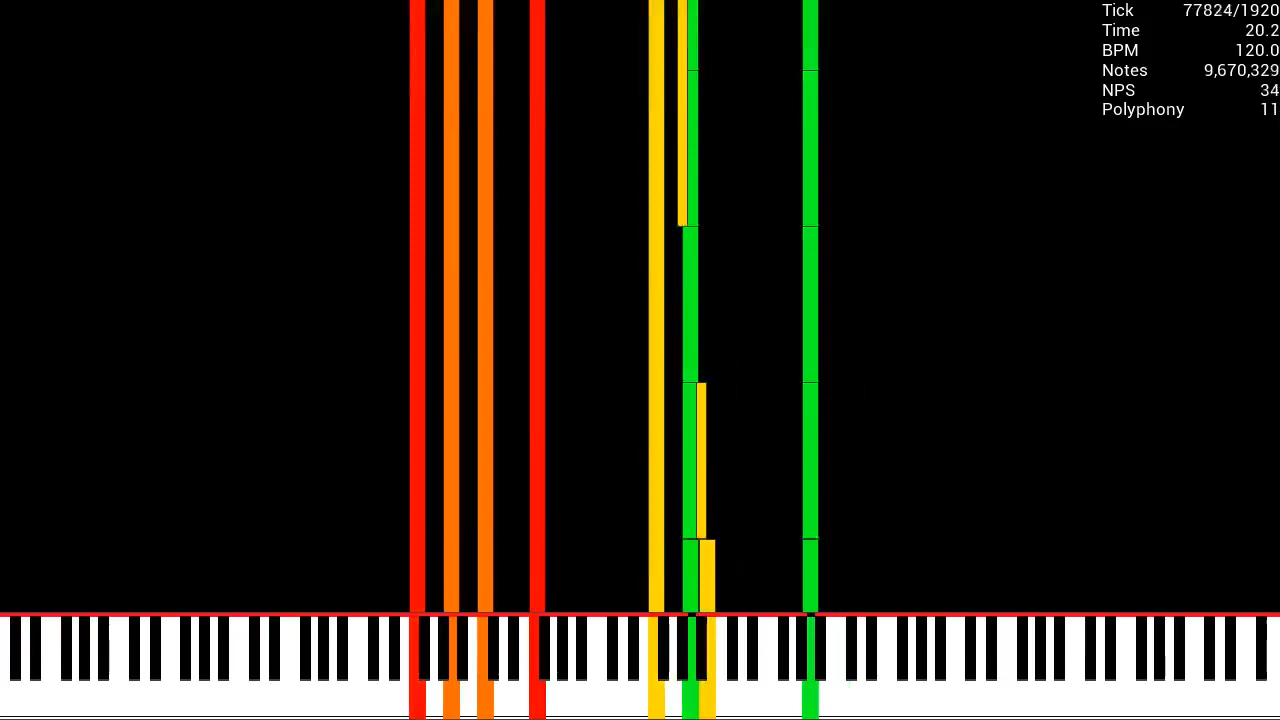 Tick 77824/1920
Time 20.2
BPM 120.0
Notes 9,670,329
NPS 34
Polyphony 11